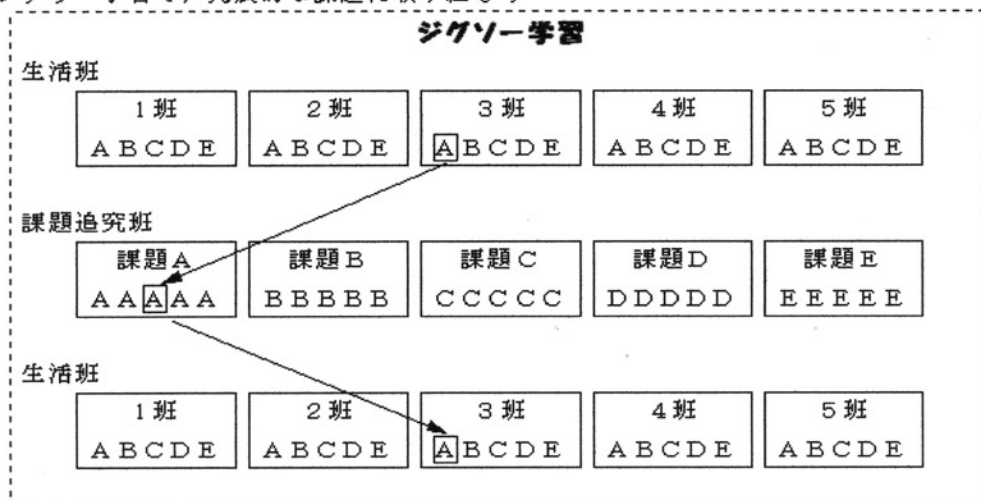 ジグソー学習
生活班
1班 2班 3班 4班 5班
ABCDE ABCDE ABCDE ABCDE ABCDE
課題追究班
課題A 課題B 課題C 課題D 課題E
AAAAA BBBBB CCCCC DDDDD EEEEE
生活班
1班 2班 3班 4班 5班
ABCDE ABCDE ABCDE ABCDE ABCDE